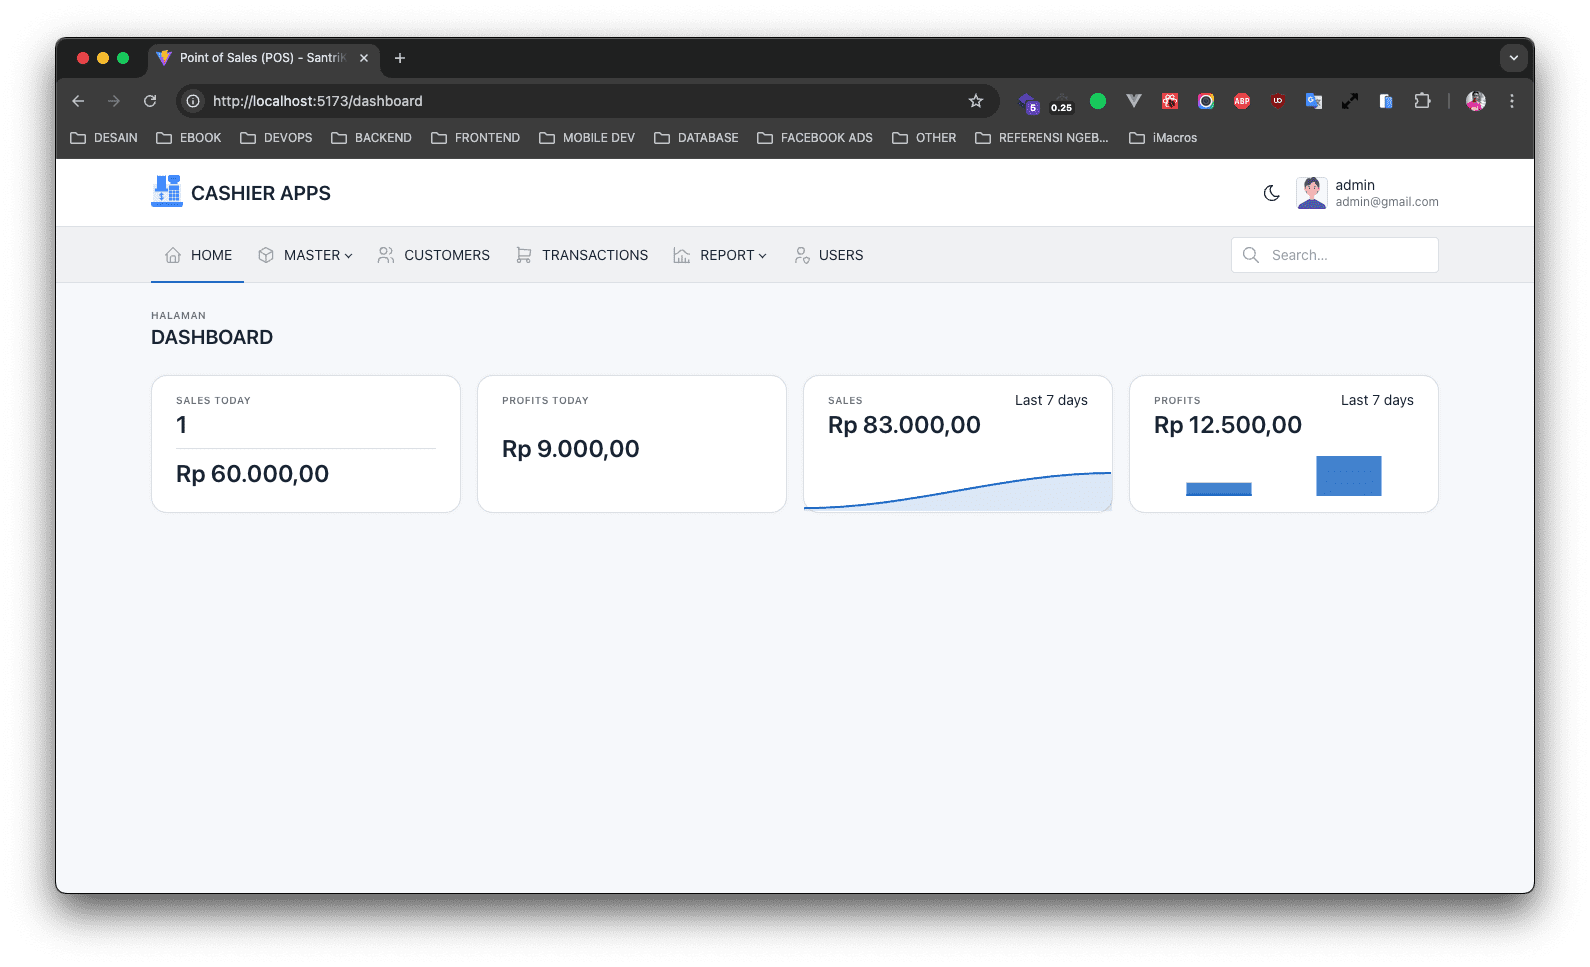 Point of Sales (POS) - SantriK
http://localhost:5173/dashboard
5
0.25
ABP
DESAIN
EBOOK
DEVOPS
BACKEND
FRONTEND
MOBILE DEV
DATABASE
FACEBOOK ADS
OTHER
REFERENSI NGEB...
iMacros
CASHIER APPS
admin
admin@gmail.com
HOME
MASTER
CUSTOMERS
TRANSACTIONS
REPORT
USERS
Search...
HALAMAN
DASHBOARD
SALES TODAY
1
Rp 60.000,00
PROFITS TODAY
Rp 9.000,00
SALES
Last 7 days
Rp 83.000,00
PROFITS
Last 7 days
Rp 12.500,00